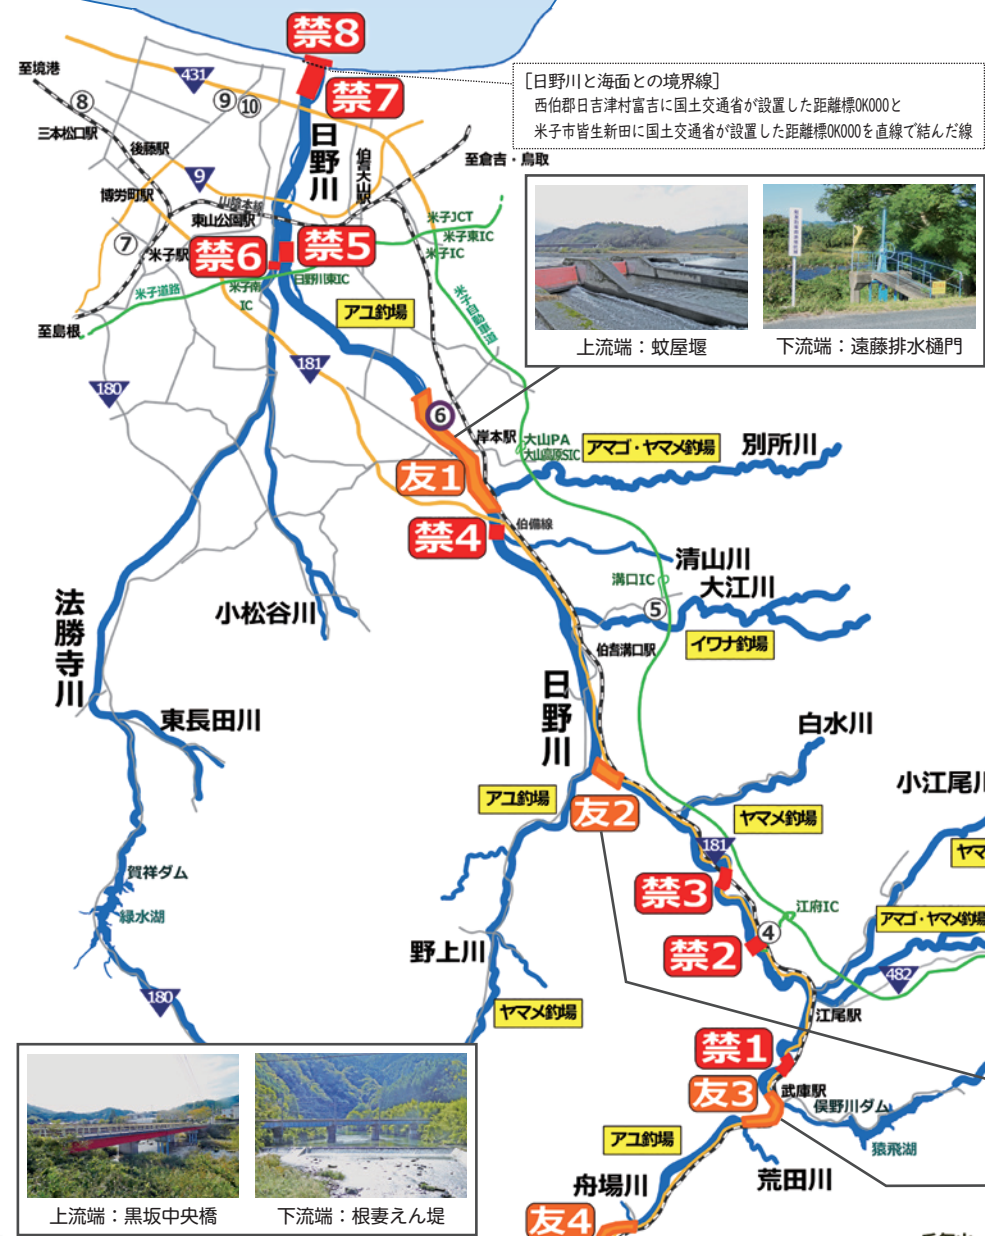 禁8
至境港
431
禁7
[日野川と海面との境界線]
西伯郡日吉津村富吉に国土交通省が設置した距離標0K000と
米子市皆生新田に国土交通省が設置した距離標0K000を直線で結んだ線
⑧
⑨
⑩
三本松口駅
後藤駅
日野川
伯耆大山駅
至倉吉・鳥取
9
博労町駅
山陰本線
東山公園駅
米子JCT
米子東IC
米子IC
⑦
米子駅
禁6
禁5
日野川東IC
米子道路
米子南
IC
至島根
アユ釣場
米子自動車道
上流端：蚊屋堰
下流端：遠藤排水樋門
181
180
⑥
岸本駅
大山PA
大山高原SIC
アマゴ・ヤマメ釣場
別所川
友1
禁4
伯備線
清山川
溝口IC
大江川
⑤
イワナ釣場
伯耆溝口駅
法勝寺川
小松谷川
日野川
東長田川
白水川
小江尾川
アユ釣場
友2
ヤマメ釣場
181
ヤマ
賀祥ダム
緑水湖
禁3
江府IC
アマゴ・ヤマメ釣場
④
禁2
野上川
482
180
ヤマメ釣場
江尾駅
禁1
友3
武庫駅
俣野川ダム
猿飛湖
アユ釣場
荒田川
舟場川
友4
上流端：黒坂中央橋
下流端：根妻えん堤